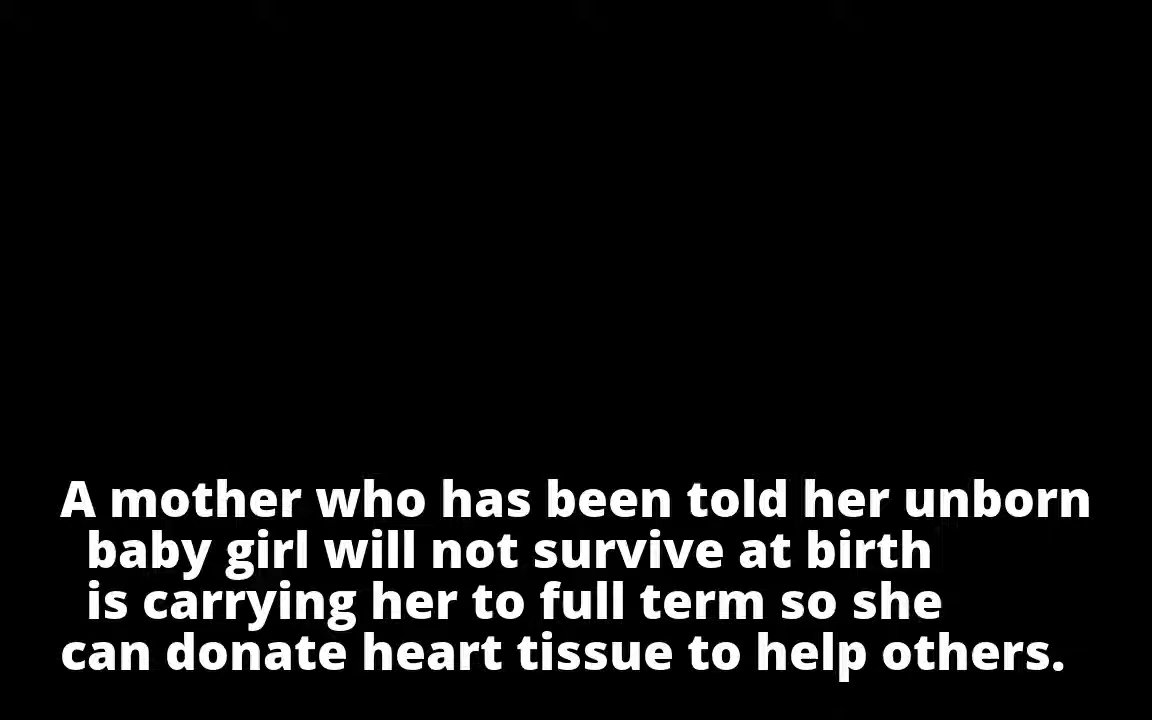 A mother who has been told her unborn
baby girl will not survive at birth
is carrying her to full term so she
can donate heart tissue to help others.